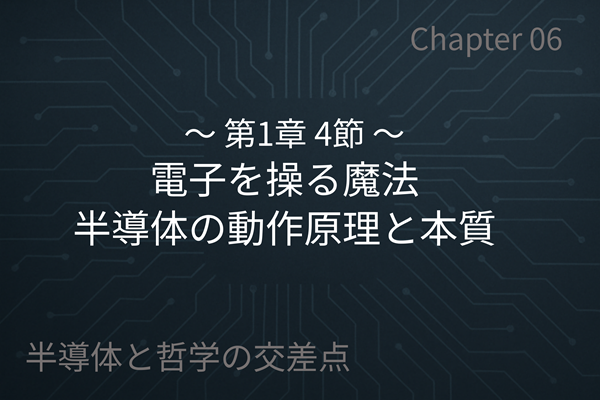 Chapter 06
～ 第1章 4節 ～
電子を操る魔法
半導体の動作原理と本質
半導体と哲学の交差点